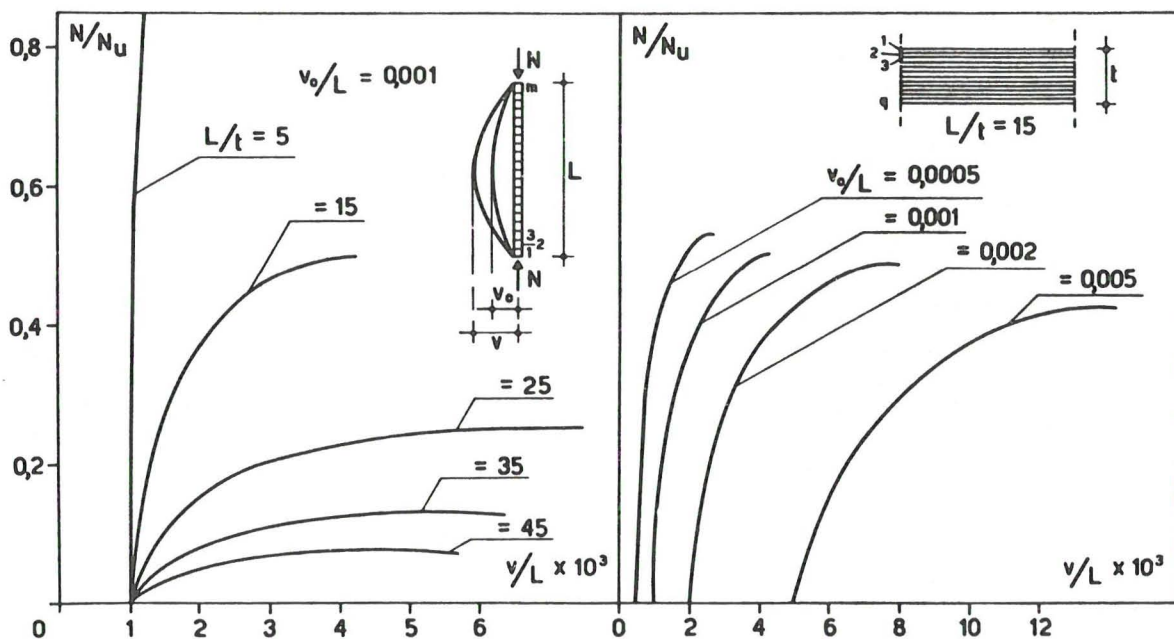 N/Nu
0,8
0,6
0,4
0,2
0
v₀/L = 0,001
L/t = 5
= 15
= 25
= 35
= 45
N
m
L
3
2
1
N
v₀
v
v/L × 10³
1
2
3
4
5
6
N/Nu
1
2
3
q
t
L/t = 15
v₀/L = 0,0005
= 0,001
= 0,002
= 0,005
v/L × 10³
0
2
4
6
8
10
12